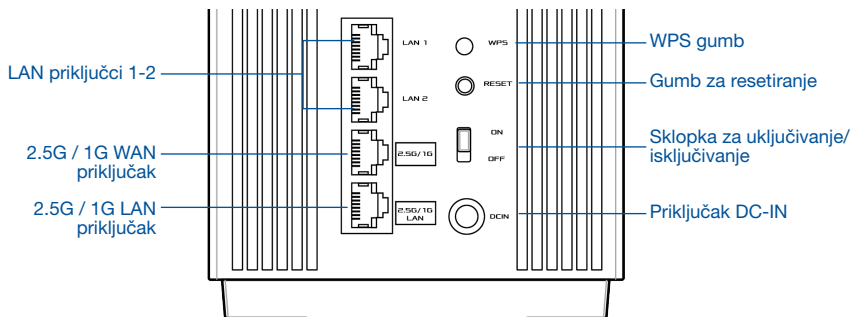 LAN priključci 1-2
2.5G / 1G WAN
priključak
2.5G / 1G LAN
priključak
LAN 1
LAN 2
2.5G/1G
2.5G/1G
LAN
WPS
RESET
ON
OFF
DCIN
WPS gumb
Gumb za resetiranje
Sklopka za uključivanje/
isključivanje
Priključak DC-IN